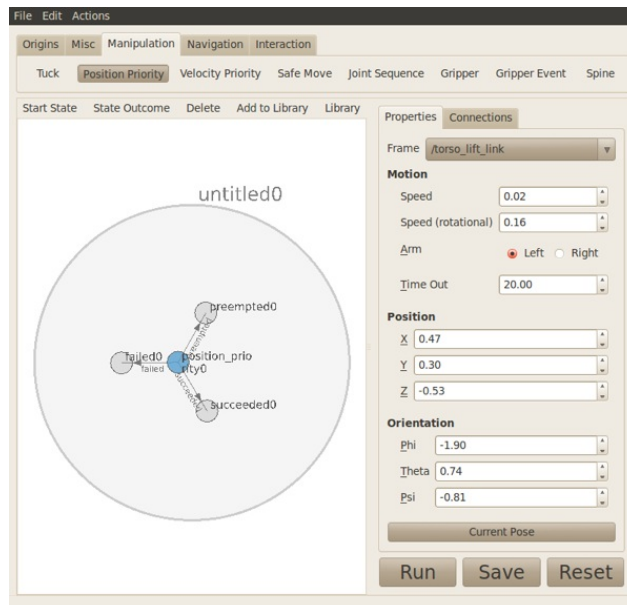 File Edit Actions
Origins Misc Manipulation Navigation Interaction
Tuck Position Priority Velocity Priority Safe Move Joint Sequence Gripper Gripper Event Spine
Start State State Outcome Delete Add to Library Library
Properties Connections
Frame /torso_lift_link
Motion
Speed 0.02
Speed (rotational) 0.16
Arm Left Right
Time Out 20.00
Position
X 0.47
Y 0.30
Z -0.53
Orientation
Phi -1.90
Theta 0.74
Psi -0.81
Current Pose
Run Save Reset
untitled0
preempted0
preempted
failed0
failed
position_prio
rity0
succeeded
succeeded0